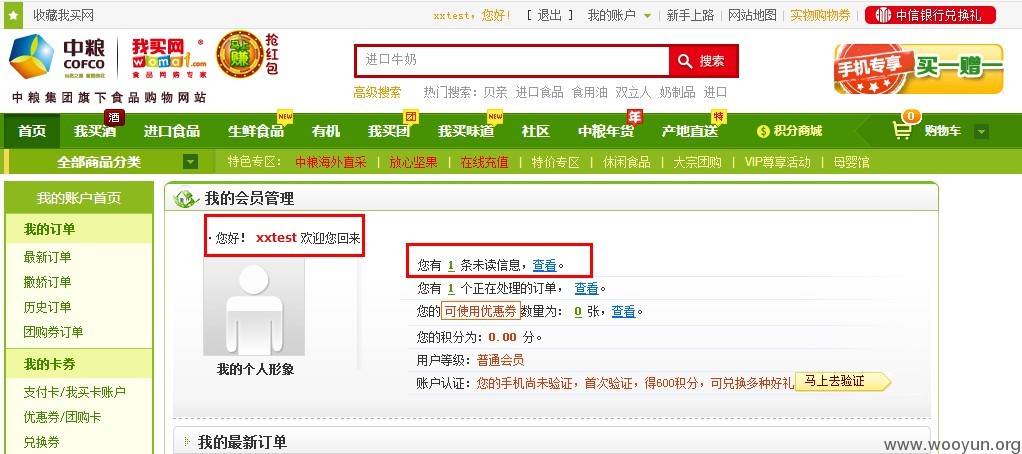 收藏我买网 xxtest，您好! [ 退出 ] 我的账户 新手上路 网站地图 实物购物券 中信银行兑换礼
中粮 COFCO 自然之源 重塑你我 我买网 womai.com 食品网购专家 马上赚 抢红包
中粮集团旗下食品购物网站
进口牛奶 搜索
高级搜索 热门搜索: 贝亲 进口食品 食用油 双立人 奶制品 进口
手机专享 买一赠一
酒 NEW 团 NEW 年 特 0
首页 我买酒 进口食品 生鲜食品 有机 我买团 我买味道 社区 中粮年货 产地直送 积分商城 购物车
全部商品分类 特色专区: 中粮海外直采 | 放心坚果 | 在线充值 | 特价专区 | 休闲食品 | 大宗团购 | VIP尊享活动 | 母婴馆
我的账户首页
我的订单
最新订单
撒娇订单
历史订单
团购券订单
我的卡券
支付卡/我买卡账户
优惠券/团购卡
兑换券
我的会员管理
· 您好! xxtest 欢迎您回来
我的个人形象
您有 1 条未读信息，查看。
您有 1 个正在处理的订单， 查看。
您的可使用优惠券数量为： 0 张，查看。
您的积分为：0.00 分。
用户等级：普通会员
账户认证：您的手机尚未验证，首次验证，得600积分，可兑换多种好礼 马上去验证
我的最新订单
www.wooyun.org